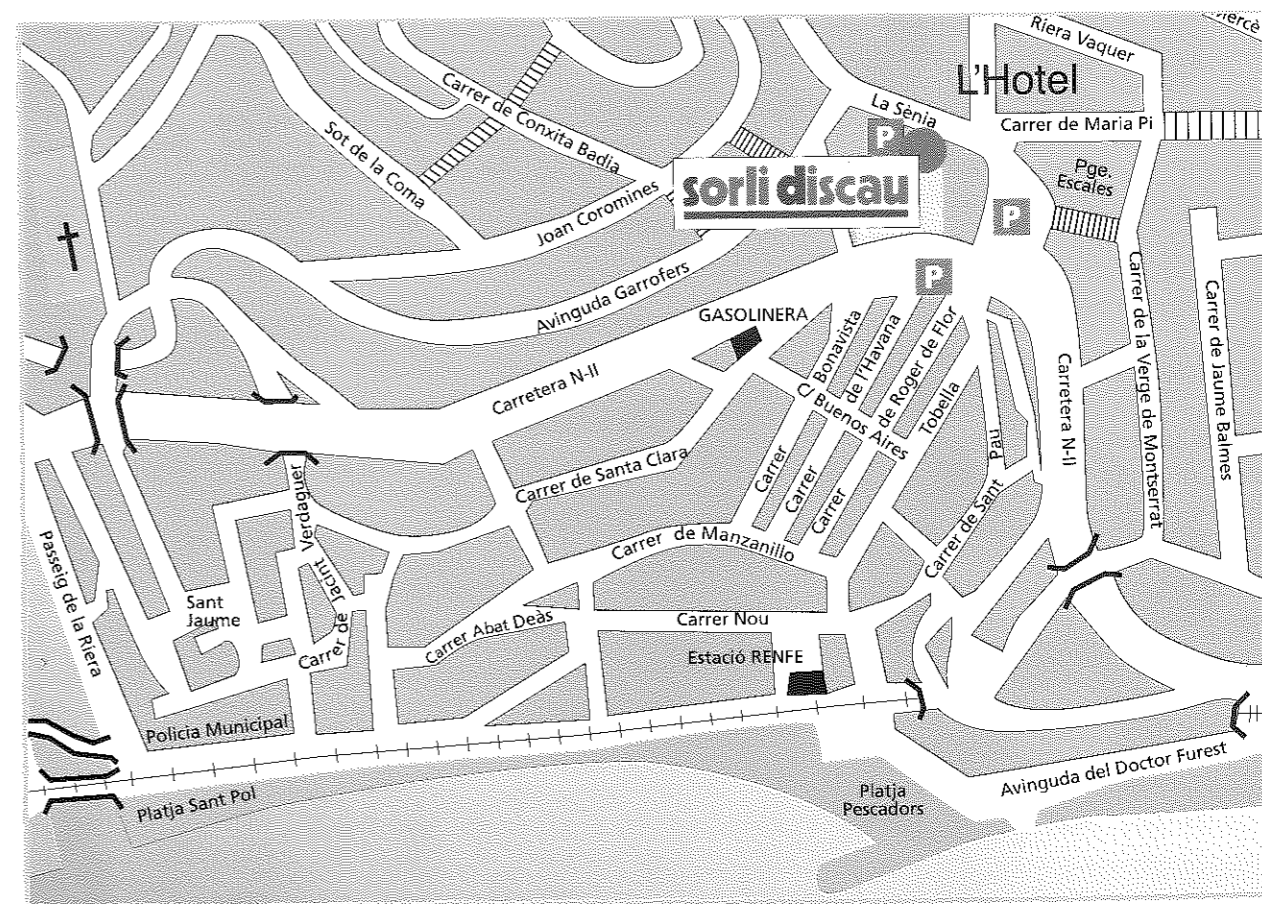 Mercè
Riera Vaquer
L'Hotel
La Sènia
Carrer de Maria Pi
P
Carrer de Conxita Badia
Sot de la Coma
sorli discau
Pge.
Escales
P
Joan Coromines
Avinguda Garrofers
P
GASOLINERA
Carretera N-II
Carrer Bonavista
Carrer de l'Havana
Carrer de Roger de Flor
Tobella
C/ Buenos Aires
Pau
Carrer de Sant
Carretera N-II
Carrer de la Verge de Montserrat
Carrer de Jaume Balmes
Carrer de Santa Clara
Carrer de Manzanillo
Passeig de la Riera
Carrer de Jacint Verdaguer
Sant
Jaume
Carrer Abat Deàs
Carrer Nou
Estació RENFE
Policia Municipal
Platja Sant Pol
Platja
Pescadors
Avinguda del Doctor Furest